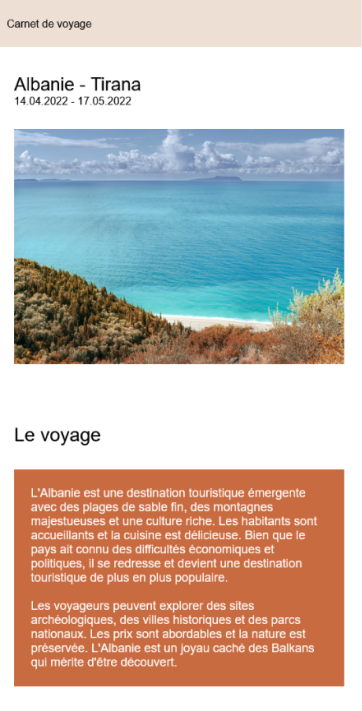 Carnet de voyage
Albanie - Tirana
14.04.2022 - 17.05.2022
Le voyage
L'Albanie est une destination touristique émergente
avec des plages de sable fin, des montagnes
majestueuses et une culture riche. Les habitants sont
accueillants et la cuisine est délicieuse. Bien que le
pays ait connu des difficultés économiques et
politiques, il se redresse et devient une destination
touristique de plus en plus populaire.
Les voyageurs peuvent explorer des sites
archéologiques, des villes historiques et des parcs
nationaux. Les prix sont abordables et la nature est
préservée. L'Albanie est un joyau caché des Balkans
qui mérite d'être découvert.